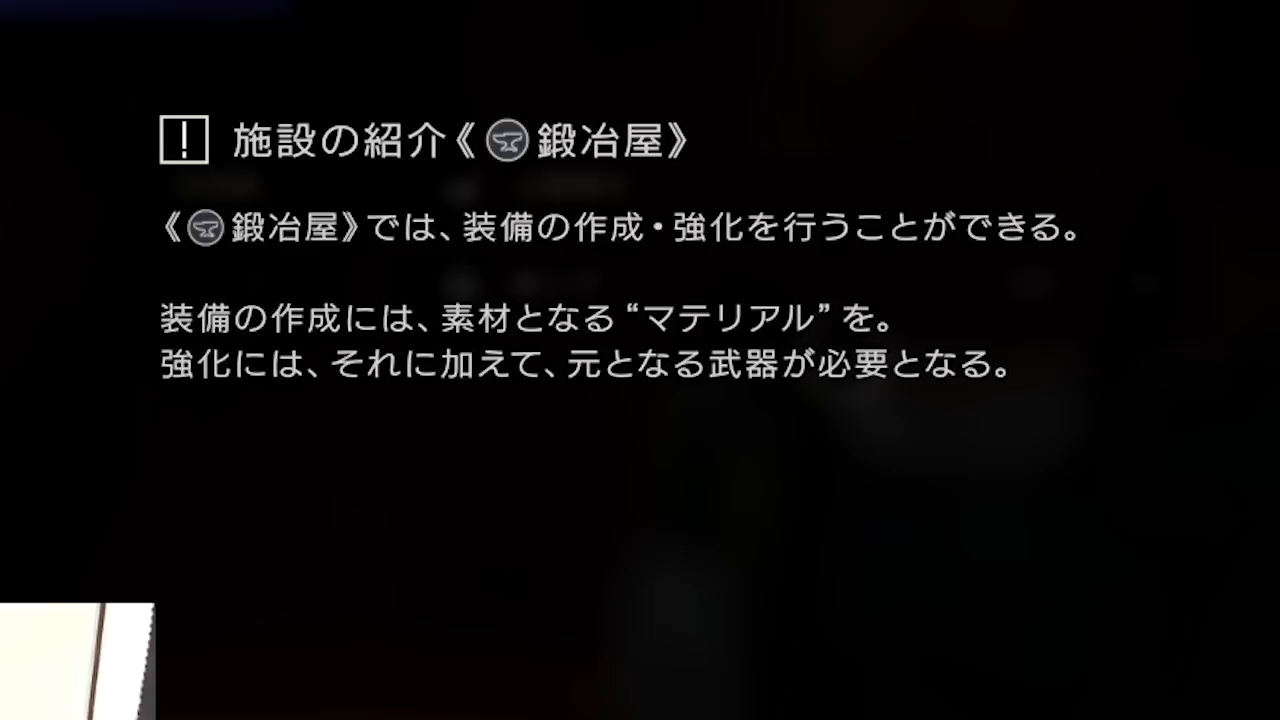 ! 施設の紹介《鍛冶屋》
《鍛冶屋》では、装備の作成・強化を行うことができる。
装備の作成には、素材となる“マテリアル”を。
強化には、それに加えて、元となる武器が必要となる。